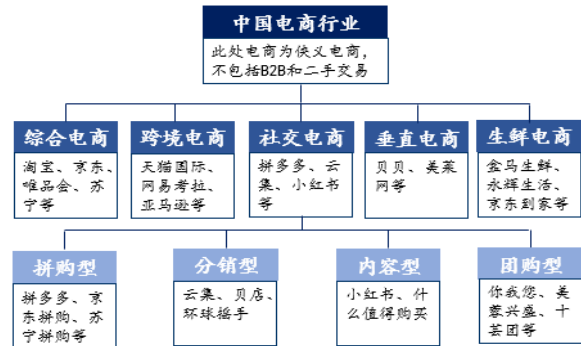 中国电商行业
此处电商为侠义电商,
不包括B2B和二手交易
综合电商
淘宝、京东、
唯品会、苏
宁等
跨境电商
天猫国际、
网易考拉、
亚马逊等
社交电商
拼多多、云
集、小红书
等
垂直电商
贝贝、美莱
网等
生鲜电商
盒马生鲜、
永辉生活、
京东到家等
拼购型
拼多多、京
东拼购、苏
宁拼购等
分销型
云集、贝店、
环球摇手
内容型
小红书、什
么值得购买
团购型
你我您、美
蓉兴盛、十
荟团等